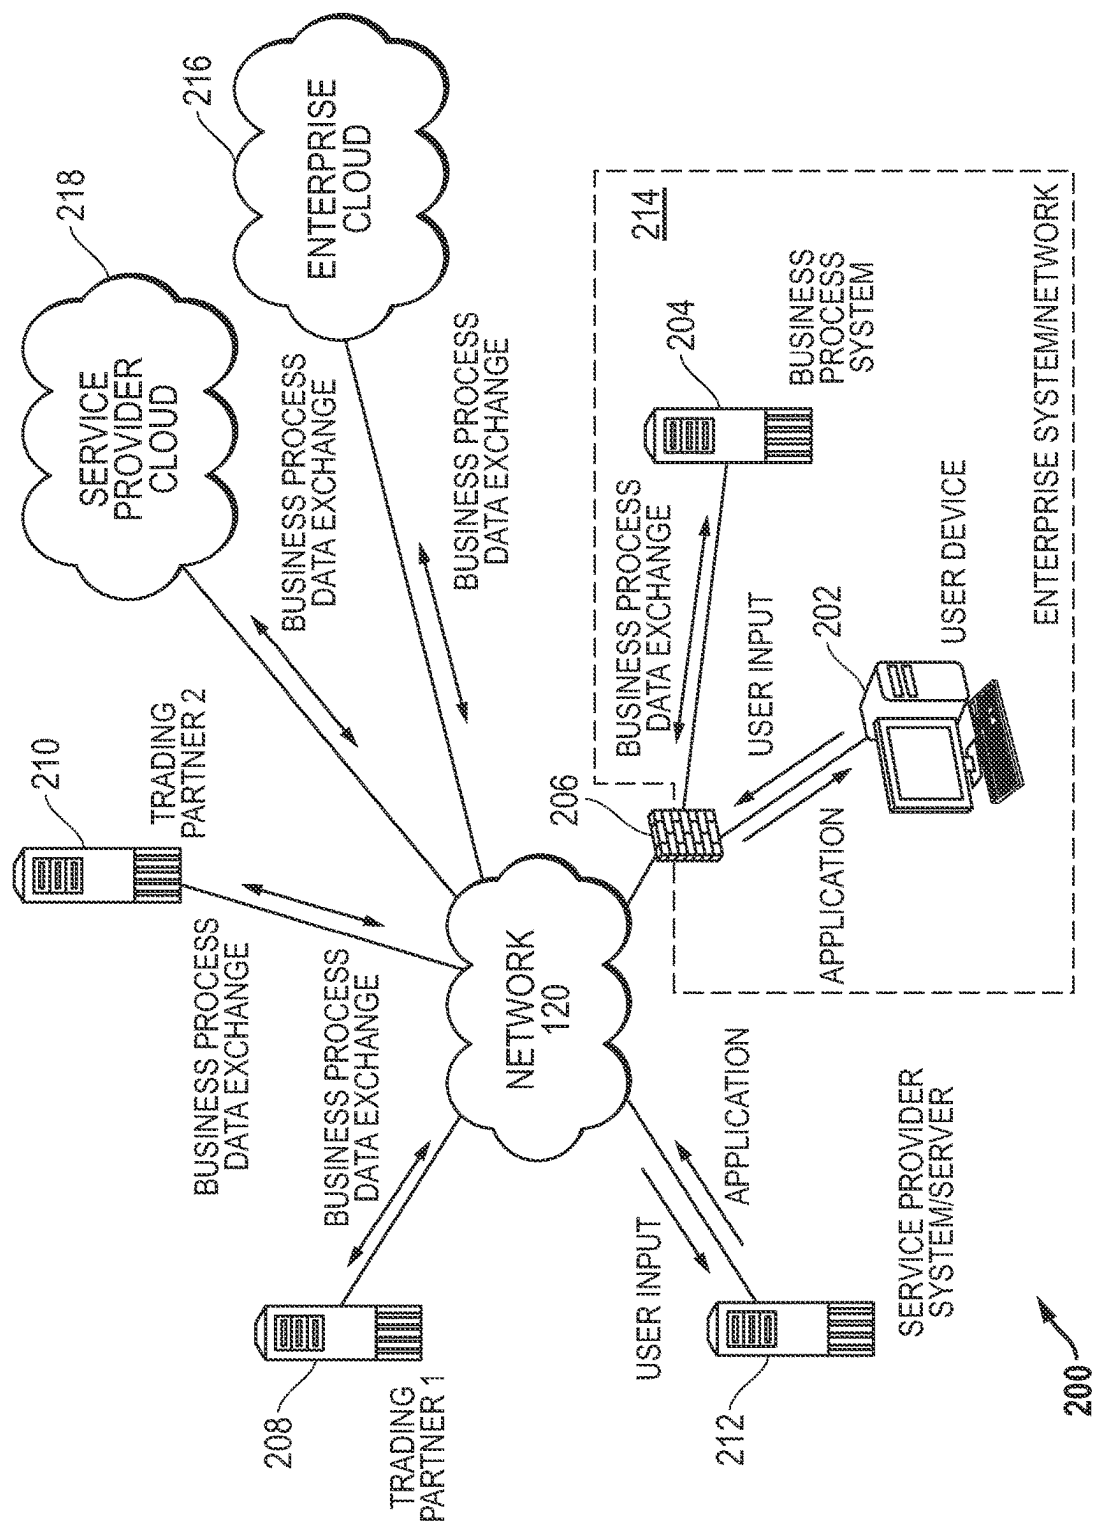 SERVICE
PROVIDER
CLOUD
218
216
ENTERPRISE
CLOUD
210
TRADING
PARTNER 2
BUSINESS PROCESS
DATA EXCHANGE
BUSINESS PROCESS
DATA EXCHANGE
BUSINESS PROCESS
DATA EXCHANGE
BUSINESS PROCESS
DATA EXCHANGE
208
TRADING
PARTNER 1
NETWORK
120
206
BUSINESS PROCESS
DATA EXCHANGE
204
214
BUSINESS
PROCESS
SYSTEM
USER INPUT
APPLICATION
202
USER DEVICE
ENTERPRISE SYSTEM/NETWORK
USER INPUT
APPLICATION
212
SERVICE PROVIDER
SYSTEM/SERVER
200